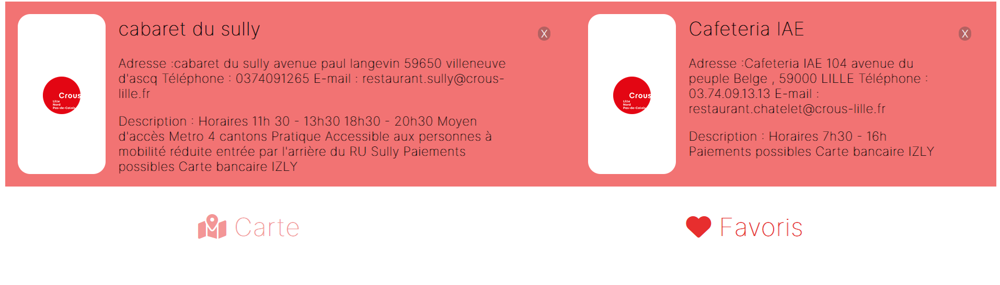 cabaret du sully
X
Adresse :cabaret du sully avenue paul langevin 59650 villeneuve
d'ascq Téléphone : 0374091265 E-mail : restaurant.sully@crous-
lille.fr
Description : Horaires 11h 30 - 13h30 18h30 - 20h30 Moyen
d'accès Metro 4 cantons Pratique Accessible aux personnes à
mobilité réduite entrée par l'arrière du RU Sully Paiements
possibles Carte bancaire IZLY
Crous
Lille
Nord
Pas-de-Calais
Cafeteria IAE
X
Adresse :Cafeteria IAE 104 avenue du
peuple Belge , 59000 LILLE Téléphone :
03.74.09.13.13 E-mail :
restaurant.chatelet@crous-lille.fr
Description : Horaires 7h30 - 16h
Paiements possibles Carte bancaire IZLY
Crous
Lille
Nord
Pas-de-Calais
Carte
Favoris